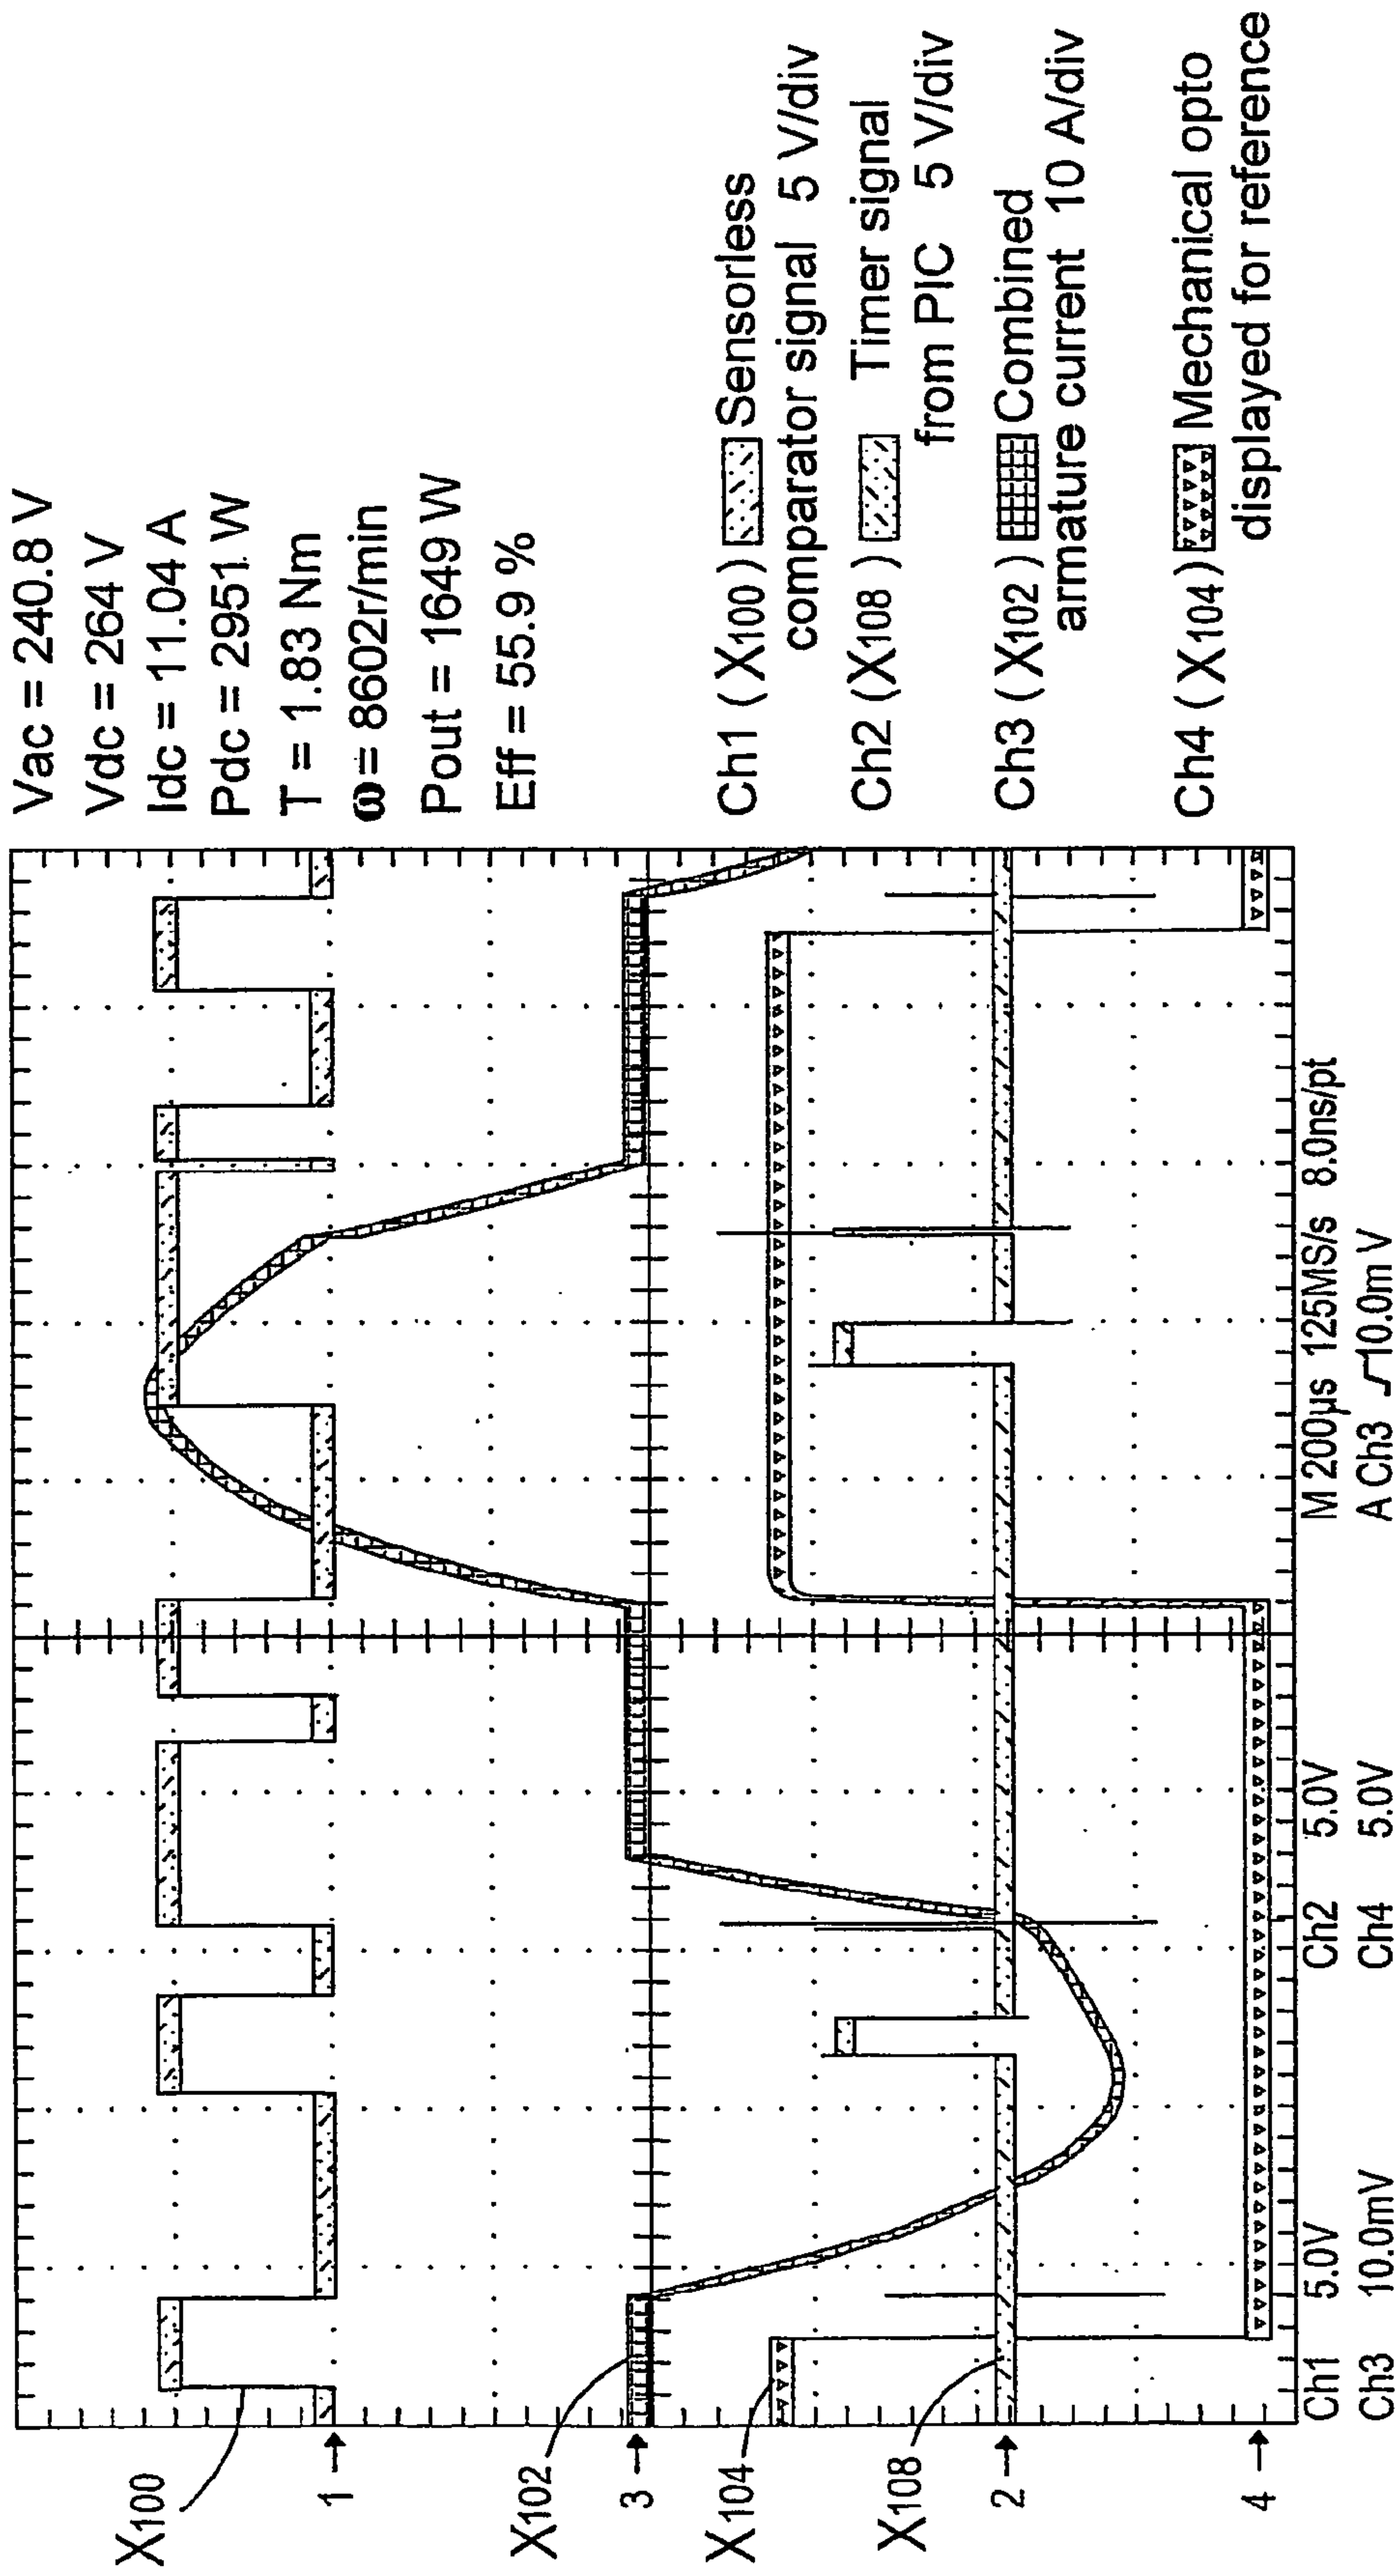 Vac = 240.8 V
Vdc = 264 V
Idc = 11.04 A
Pdc = 2951 W
T = 1.83 Nm
ω = 8602r/min
Pout = 1649 W
Eff = 55.9 %
Ch1 ( X100 ) Sensorless
comparator signal 5 V/div
Ch2 ( X108 ) Timer signal
from PIC 5 V/div
Ch3 ( X102 ) Combined
armature current 10 A/div
Ch4 ( X104 ) Mechanical opto
displayed for reference
X100
1
X102
3
X104
X108
2
4
Ch1 5.0V Ch2 5.0V M 200µs 125MS/s 8.0ns/pt
Ch3 10.0mV Ch4 5.0V A Ch3 10.0m V